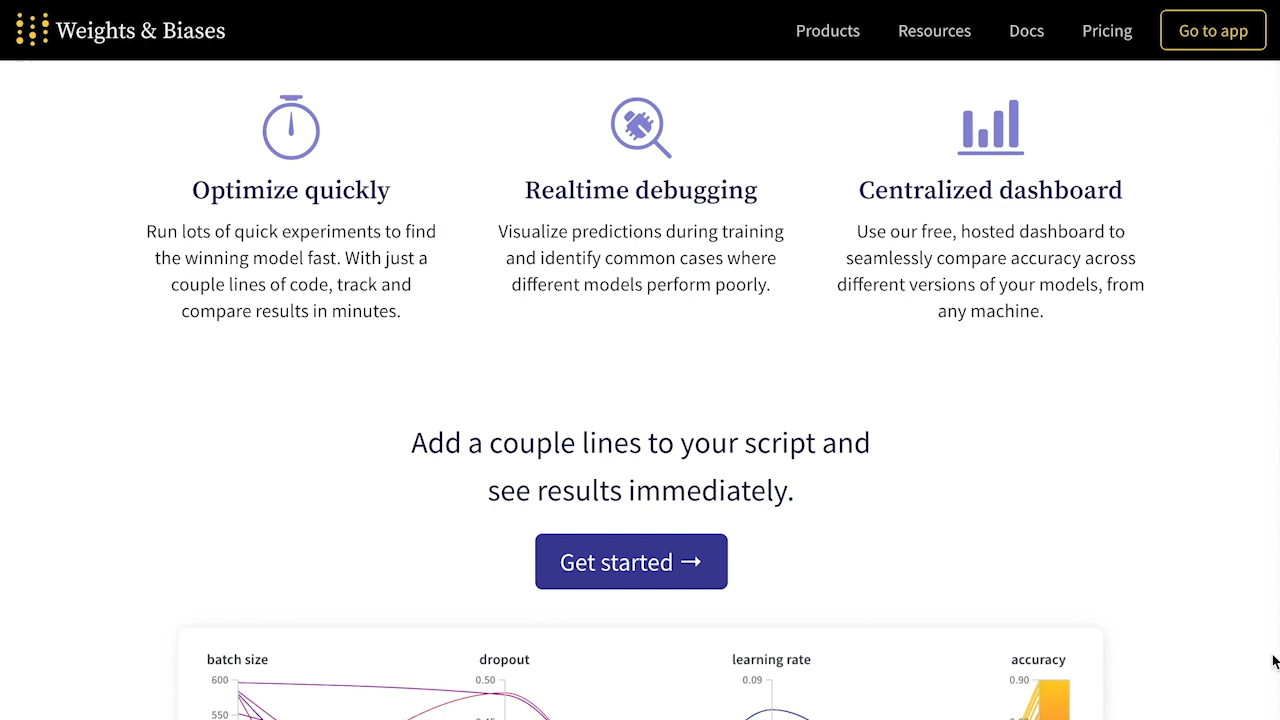 Weights & Biases
Products
Resources
Docs
Pricing
Go to app
Optimize quickly
Run lots of quick experiments to find
the winning model fast. With just a
couple lines of code, track and
compare results in minutes.
Realtime debugging
Visualize predictions during training
and identify common cases where
different models perform poorly.
Centralized dashboard
Use our free, hosted dashboard to
seamlessly compare accuracy across
different versions of your models, from
any machine.
Add a couple lines to your script and
see results immediately.
Get started →
batch size
dropout
learning rate
accuracy
600
0.50
0.09
0.90
550